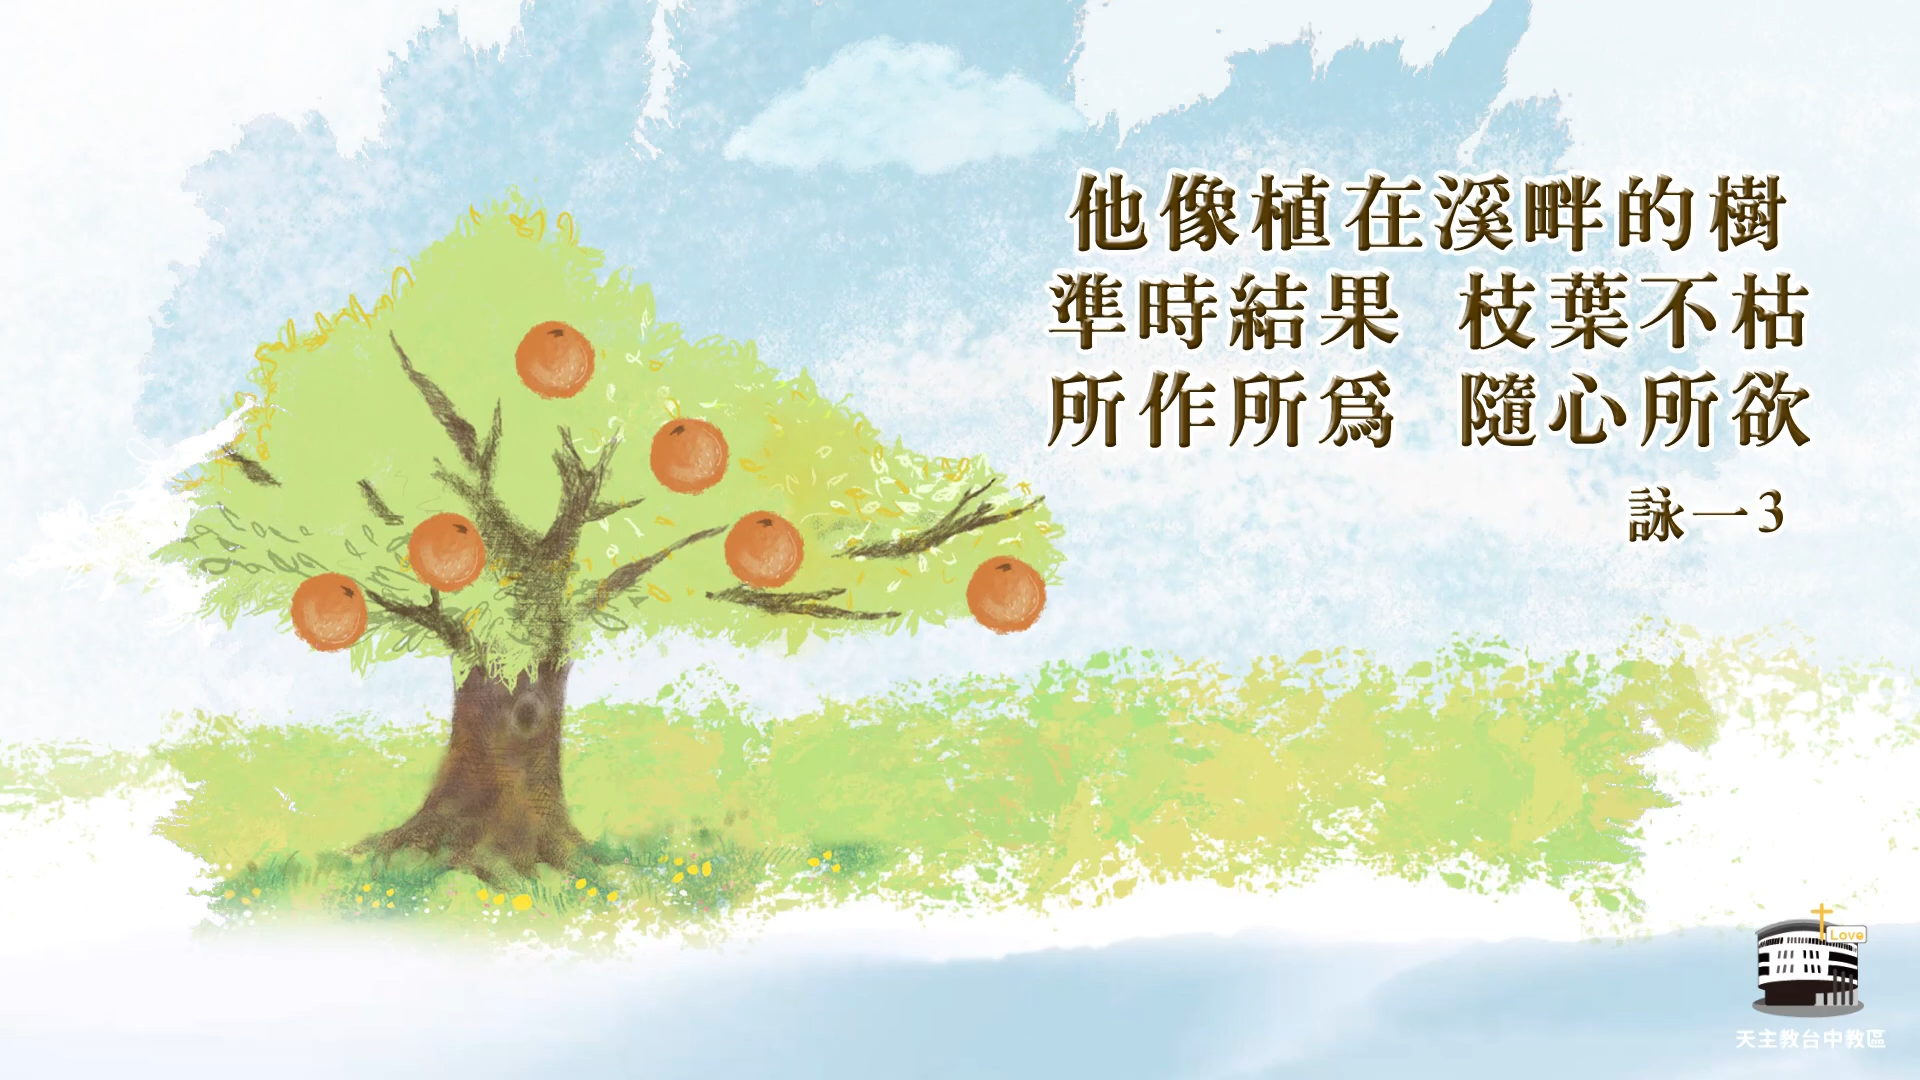 他像植在溪畔的樹
準時結果 枝葉不枯
所作所爲 隨心所欲
詠一3
Love
天主教台中教區